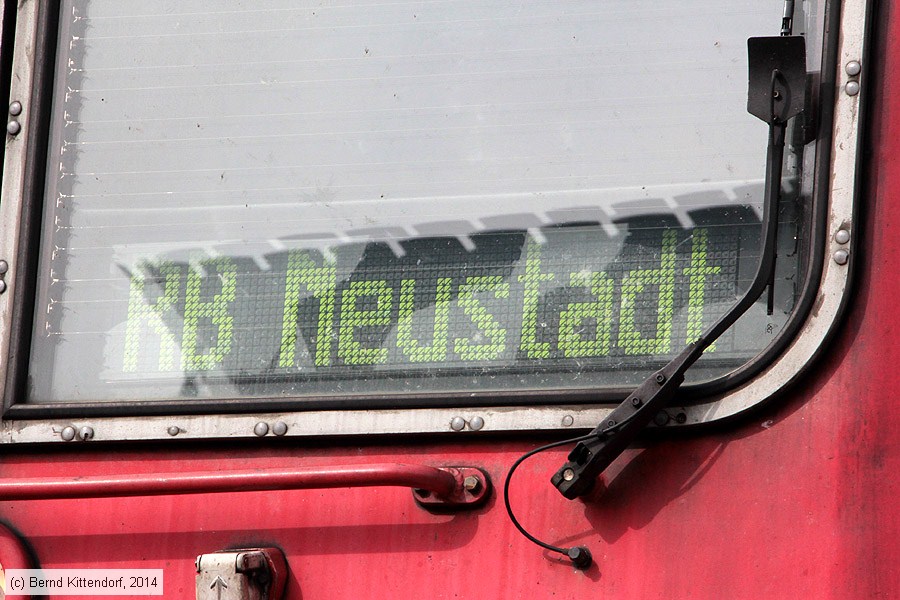 RB Neustadt
(c) Bernd Kittendorf, 2014